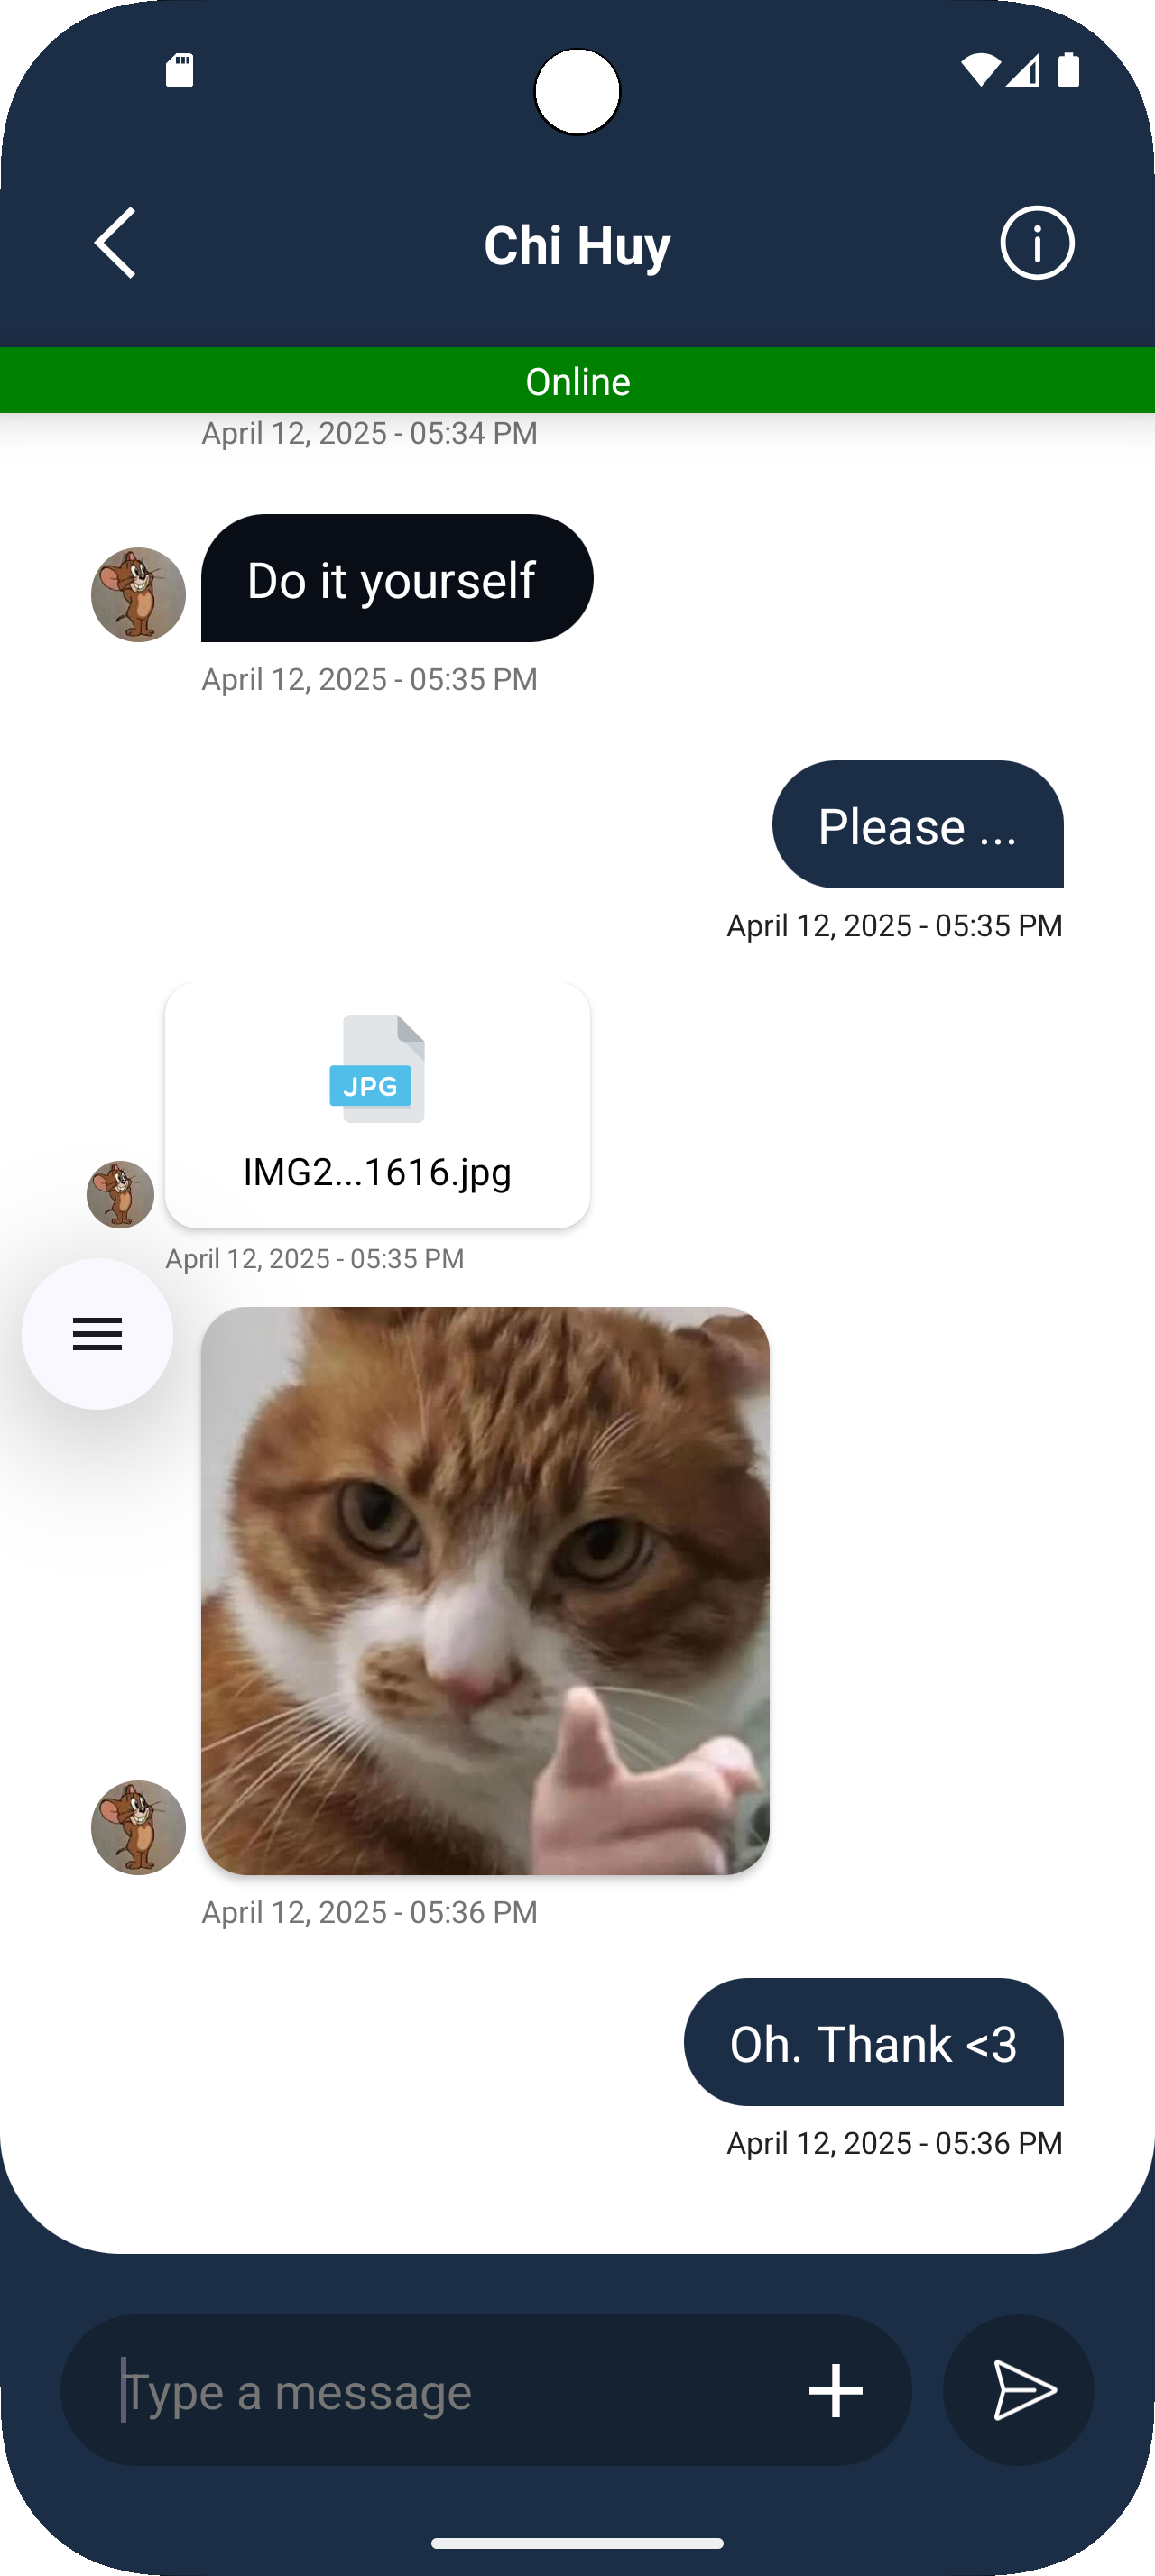 Chi Huy
Online
April 12, 2025 - 05:34 PM
Do it yourself
April 12, 2025 - 05:35 PM
Please ...
April 12, 2025 - 05:35 PM
JPG
IMG2...1616.jpg
April 12, 2025 - 05:35 PM
April 12, 2025 - 05:36 PM
Oh. Thank <3
April 12, 2025 - 05:36 PM
Type a message